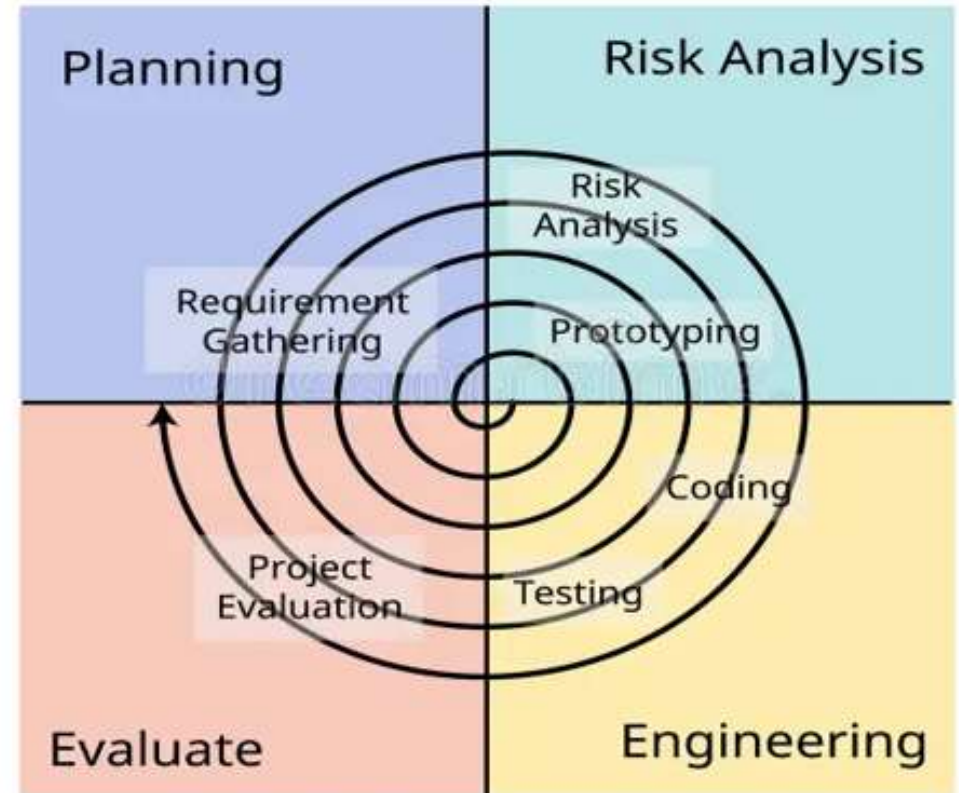 Planning
Risk Analysis
Risk
Analysis
Requirement
Gathering
Prototyping
Coding
Project
Evaluation
Testing
Evaluate
Engineering